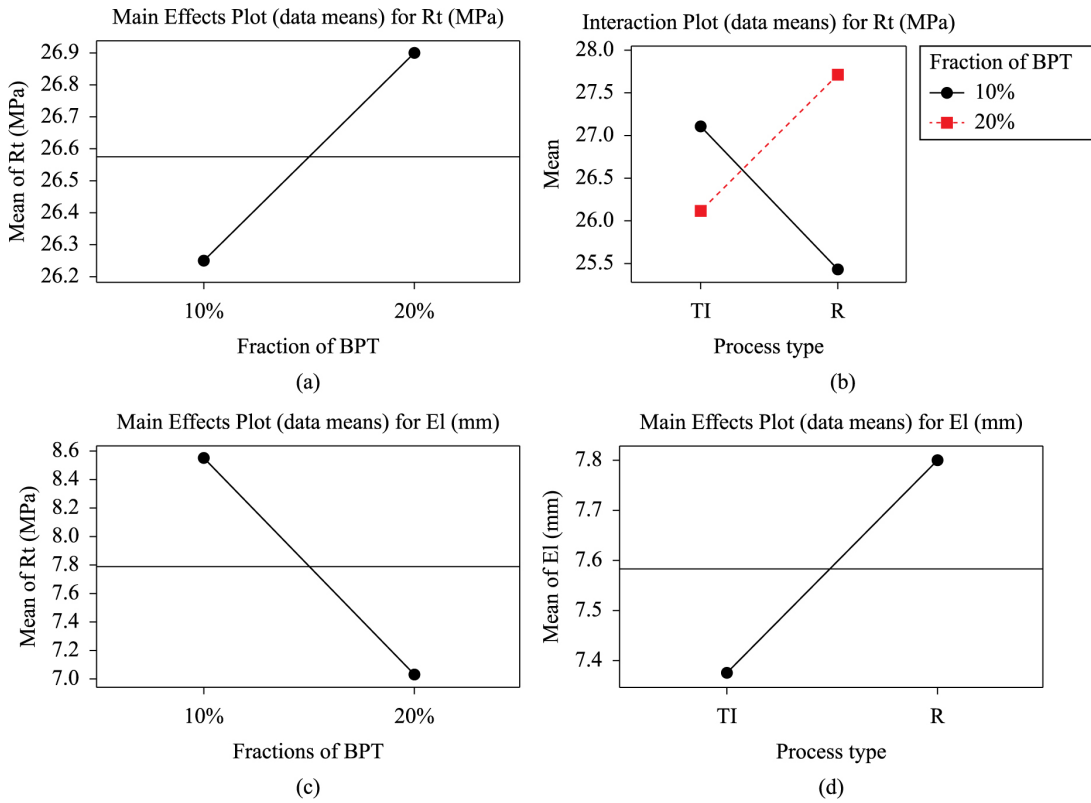 Main Effects Plot (data means) for Rt (MPa)
Mean of Rt (MPa)
26.9
26.8
26.7
26.6
26.5
26.4
26.3
26.2
10%
20%
Fraction of BPT
(a)
Interaction Plot (data means) for Rt (MPa)
Mean
28.0
27.5
27.0
26.5
26.0
25.5
TI
R
Process type
(b)
Fraction of BPT
10%
20%
Main Effects Plot (data means) for El (mm)
Mean of Rt (MPa)
8.6
8.4
8.2
8.0
7.8
7.6
7.4
7.2
7.0
10%
20%
Fractions of BPT
(c)
Main Effects Plot (data means) for El (mm)
Mean of El (mm)
7.8
7.7
7.6
7.5
7.4
TI
R
Process type
(d)